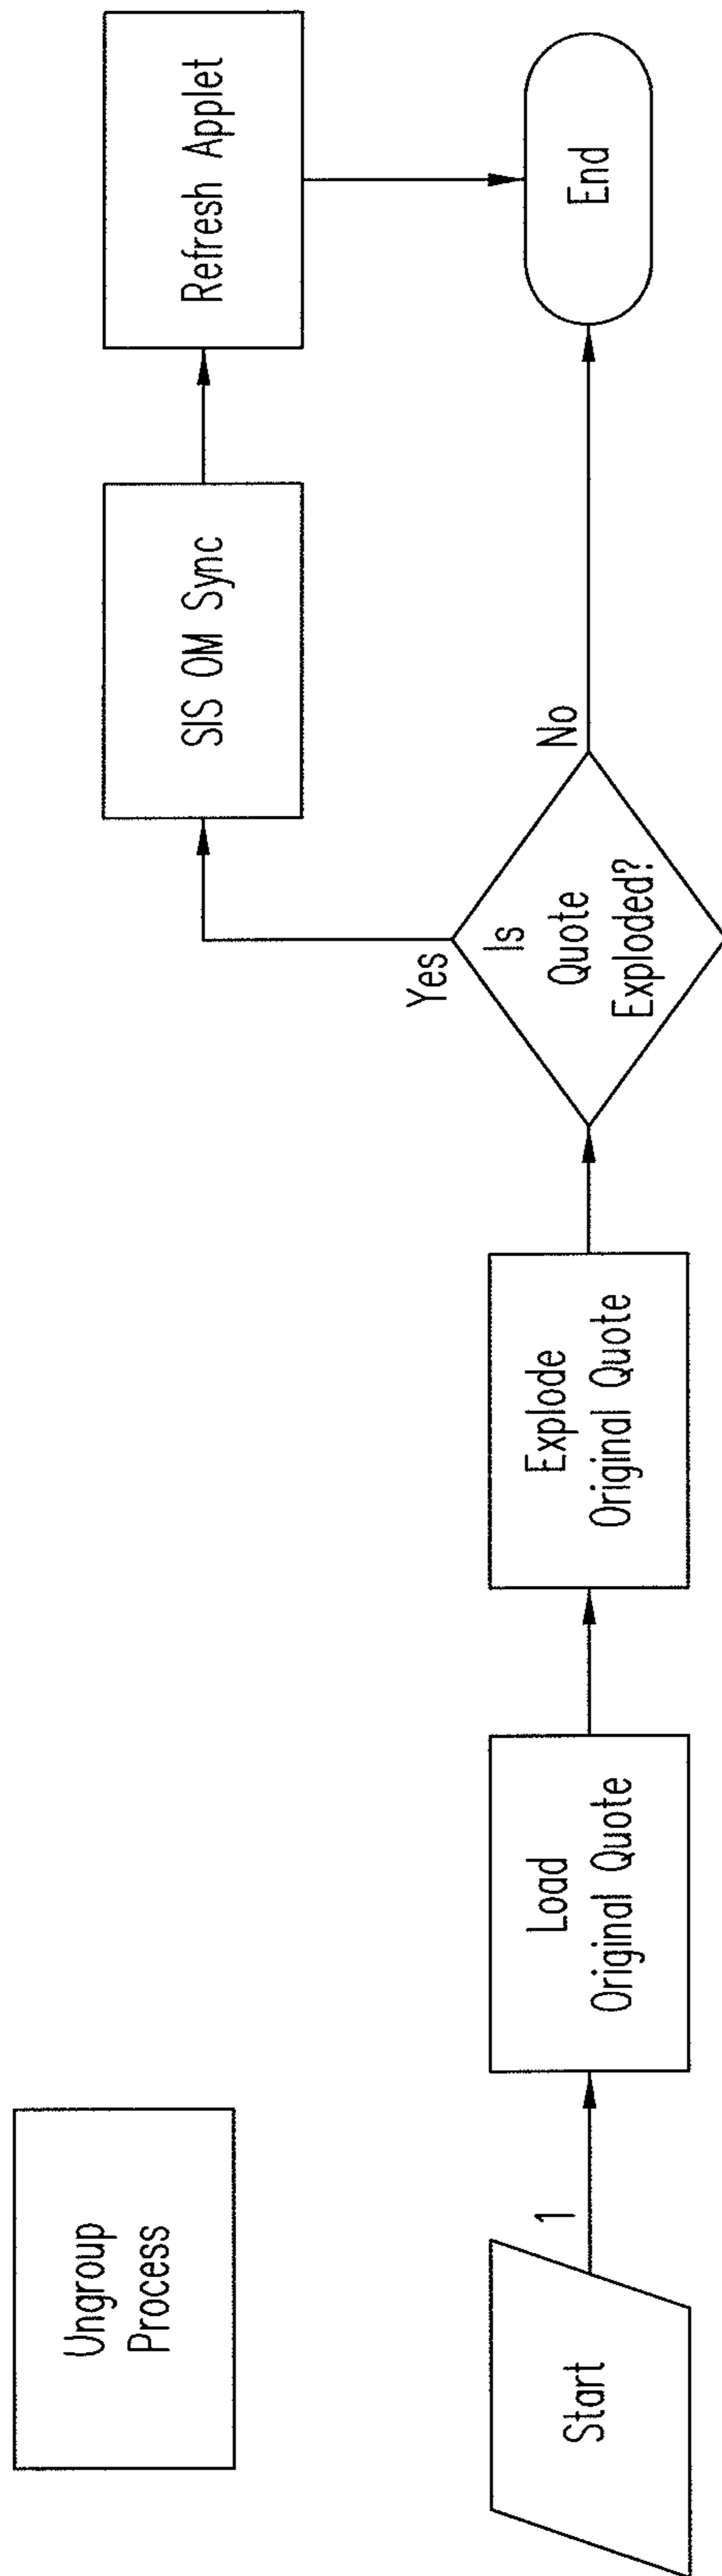 Ungroup
Process
Start
1
Load
Original Quote
Explode
Original Quote
Is
Quote
Exploded?
Yes
No
SIS OM Sync
Refresh Applet
End